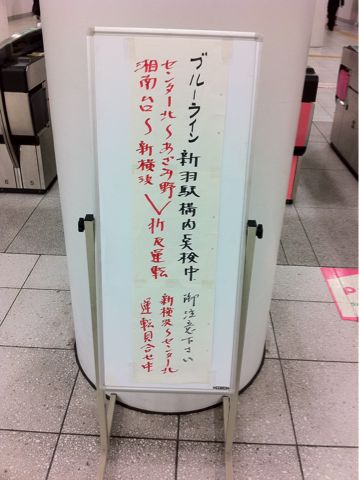 ブルーライン 新羽駅構内点検中 御注意下さい
センター北〜あざみ野
湘南台〜新横浜
折返運転
新横浜〜センター北
運転見合せ中